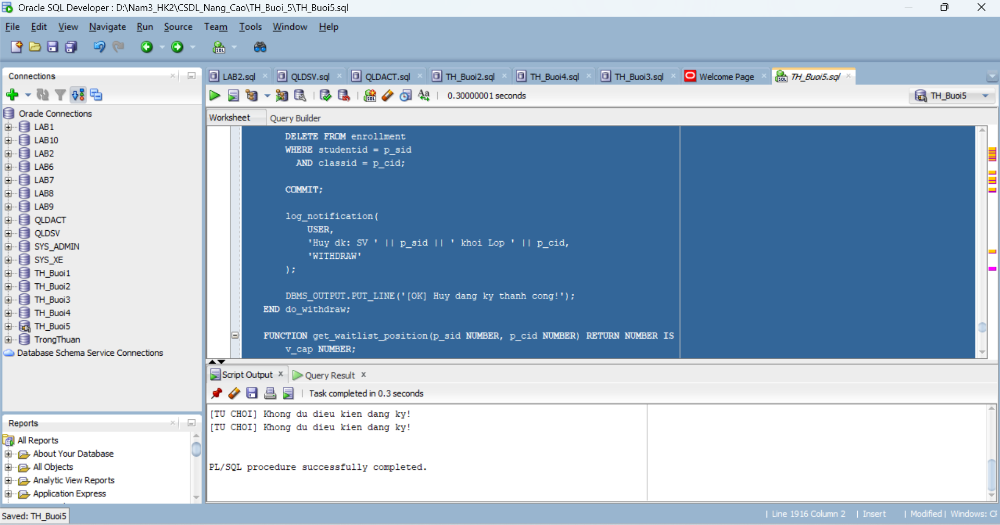 Oracle SQL Developer : D:\Nam3_HK2\CSDL_Nang_Cao\TH_Buoi_5\TH_Buoi5.sql
File Edit View Navigate Run Source Team Tools Window Help
Connections
Oracle Connections
LAB1
LAB10
LAB2
LAB6
LAB7
LAB8
LAB9
QLDACT
QLDSV
SYS_ADMIN
SYS_XE
TH_Buoi1
TH_Buoi2
TH_Buoi3
TH_Buoi4
TH_Buoi5
TrongThuan
Database Schema Service Connections
Reports
All Reports
About Your Database
All Objects
Analytic View Reports
Application Express
LAB2.sql QLDSV.sql QLDACT.sql TH_Buoi2.sql TH_Buoi4.sql TH_Buoi3.sql Welcome Page TH_Buoi5.sql
0.30000001 seconds
TH_Buoi5
Worksheet Query Builder
DELETE FROM enrollment
WHERE studentid = p_sid
AND classid = p_cid;
COMMIT;
log_notification(
USER,
'Huy dk: SV ' || p_sid || ' khoi Lop ' || p_cid,
'WITHDRAW'
);
DBMS_OUTPUT.PUT_LINE('[OK] Huy dang ky thanh cong!');
END do_withdraw;
FUNCTION get_waitlist_position(p_sid NUMBER, p_cid NUMBER) RETURN NUMBER IS
v_cap NUMBER;
Script Output Query Result
Task completed in 0.3 seconds
[TU CHOI] Khong du dieu kien dang ky!
[TU CHOI] Khong du dieu kien dang ky!
PL/SQL procedure successfully completed.
Saved: TH_Buoi5
Line 1916 Column 2 | Insert | Modified | Windows: